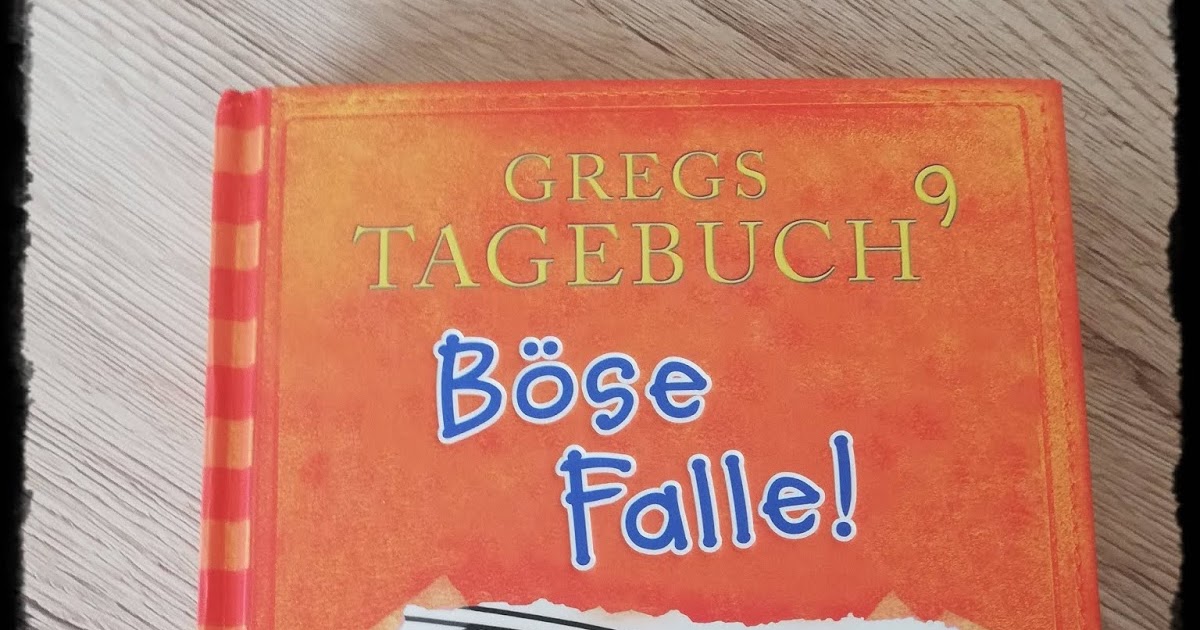 GREGS
TAGEBUCH 9
Böse
Falle!